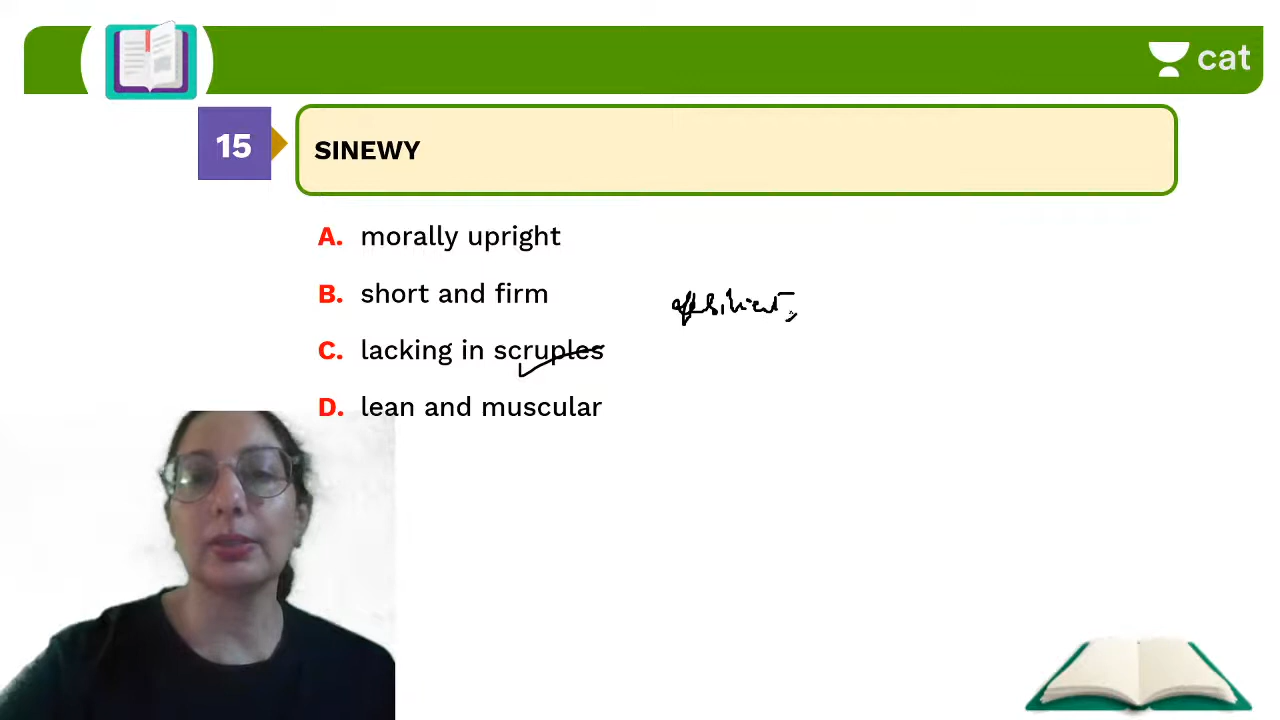 cat
15
SINEWY
A. morally upright
B. short and firm
C. lacking in scruples
D. lean and muscular